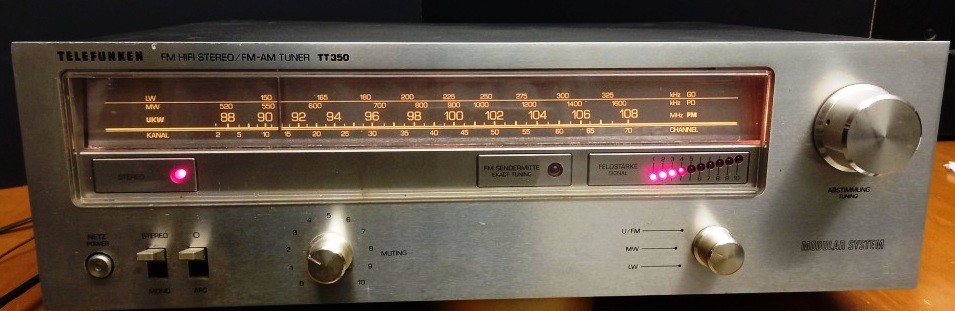 TELEFUNKEN FM HIFI STEREO/FM-AM TUNER TT350
LW 150 165 180 200 225 250 275 300 325 kHz GO
MW 520 550 600 700 800 900 1000 1200 1400 1600 kHz PO
UKW 88 90 92 94 96 98 100 102 104 106 108 MHz FM
KANAL 2 5 10 15 20 25 30 35 40 45 50 55 60 65 70 CHANNEL
STEREO
FM SENDERMITTE
EXACT TUNING
FELDSTÄRKE
SIGNAL
1 2 3 4 5 6 7 8 9 10
ABSTIMMUNG
TUNING
NETZ
POWER
STEREO
MONO
AFC
0 1 2 3 4 5 6 7 8 9 10
MUTING
U/FM
MW
LW
MODULAR SYSTEM